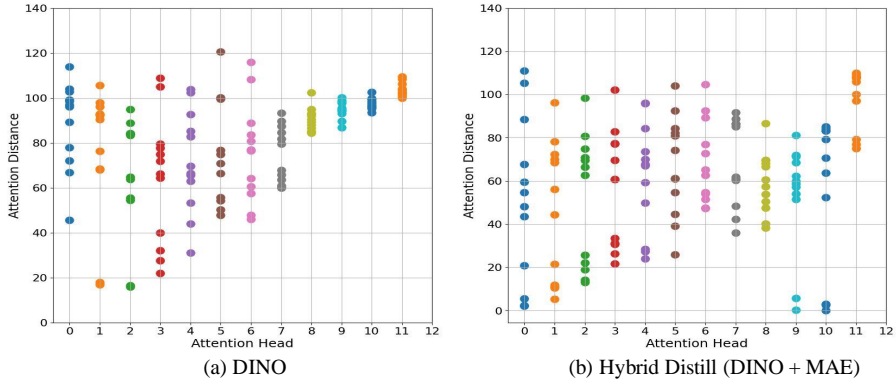 140
120
100
80
60
40
20
0
Attention Distance
0 1 2 3 4 5 6 7 8 9 10 11 12
Attention Head
(a) DINO
140
120
100
80
60
40
20
0
Attention Distance
0 1 2 3 4 5 6 7 8 9 10 11 12
Attention Head
(b) Hybrid Distill (DINO + MAE)